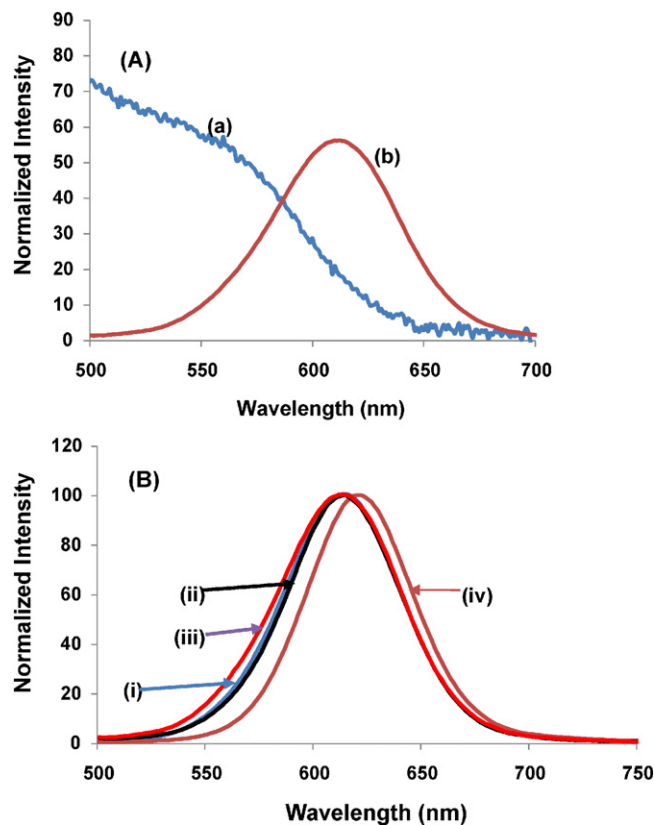 90
80
70
60
50
40
30
20
10
0
(A)
(a)
(b)
Normalized Intensity
500 550 600 650 700
Wavelength (nm)
120
100
80
60
40
20
0
(B)
(ii)
(iii)
(i)
(iv)
Normalized Intensity
500 550 600 650 700 750
Wavelength (nm)